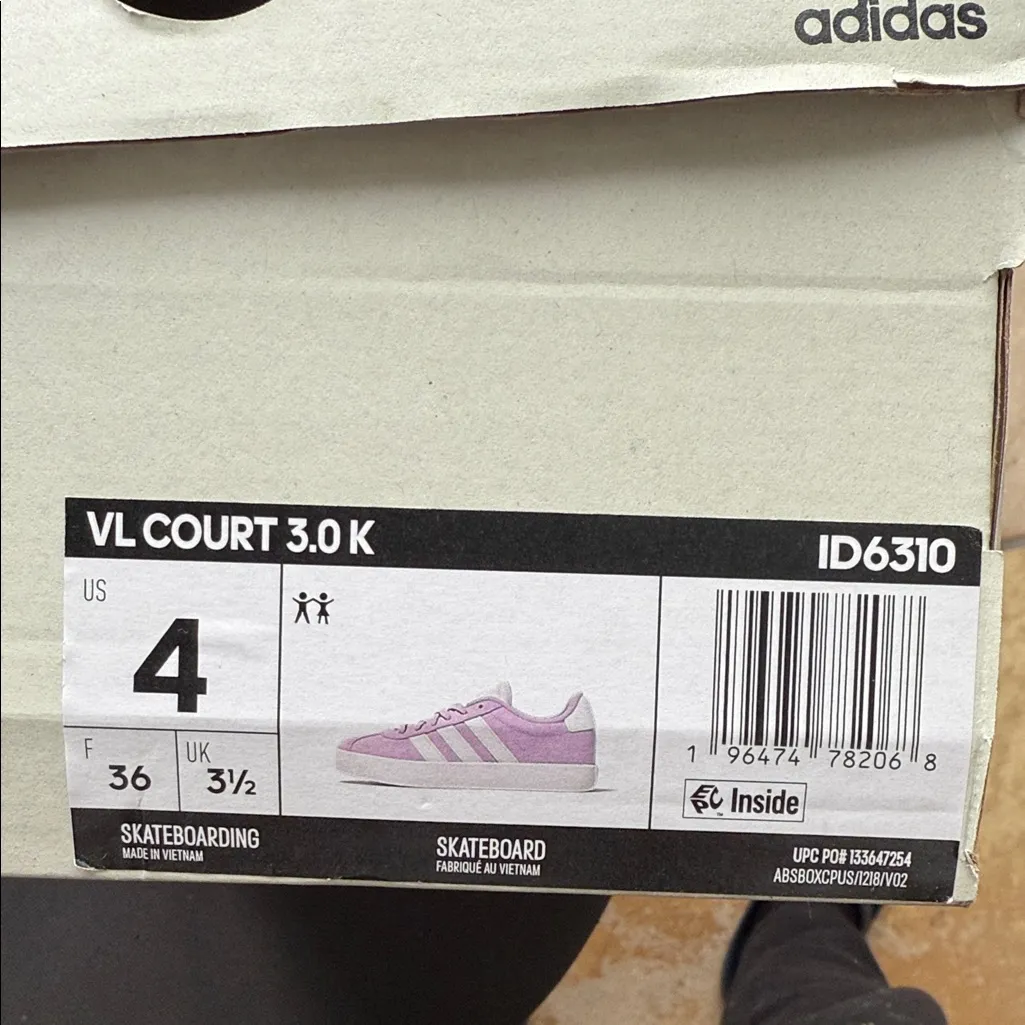 adidas
VL COURT 3.0 K
ID6310
US
4
F
36
UK
3½
1 96474 78206 8
EPC™ Inside
SKATEBOARDING
MADE IN VIETNAM
SKATEBOARD
FABRIQUÉ AU VIETNAM
UPC PO# 133647254
ABSBOXCPUS/1218/V02